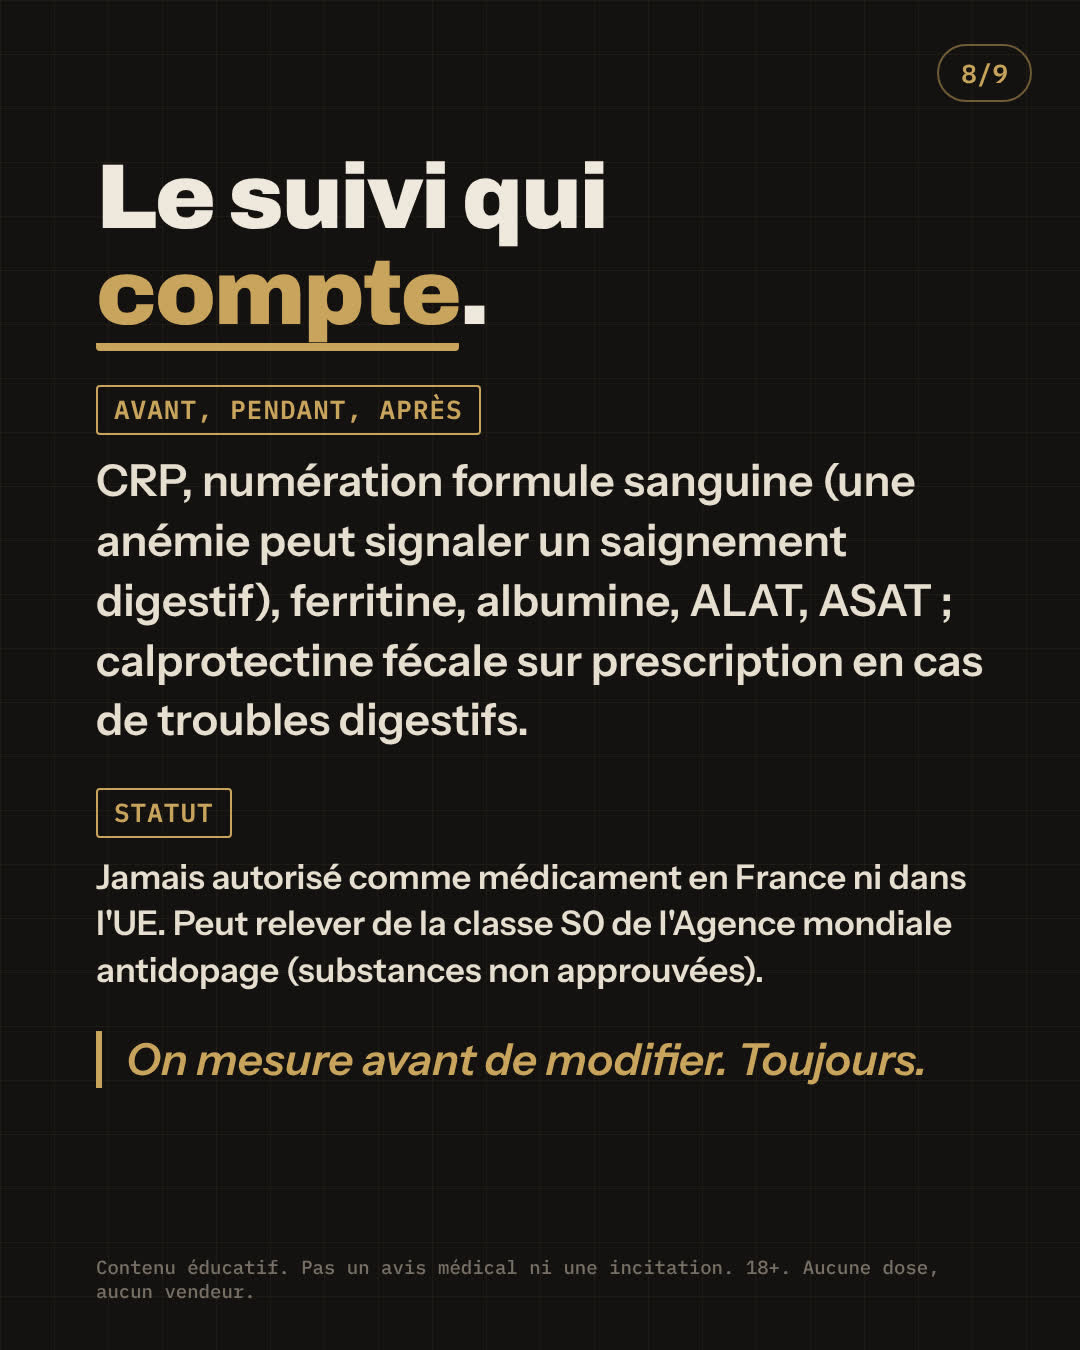 8/9
Le suivi qui
compte.
AVANT, PENDANT, APRÈS
CRP, numération formule sanguine (une
anémie peut signaler un saignement
digestif), ferritine, albumine, ALAT, ASAT ;
calprotectine fécale sur prescription en cas
de troubles digestifs.
STATUT
Jamais autorisé comme médicament en France ni dans
l'UE. Peut relever de la classe S0 de l'Agence mondiale
antidopage (substances non approuvées).
On mesure avant de modifier. Toujours.
Contenu éducatif. Pas un avis médical ni une incitation. 18+. Aucune dose,
aucun vendeur.